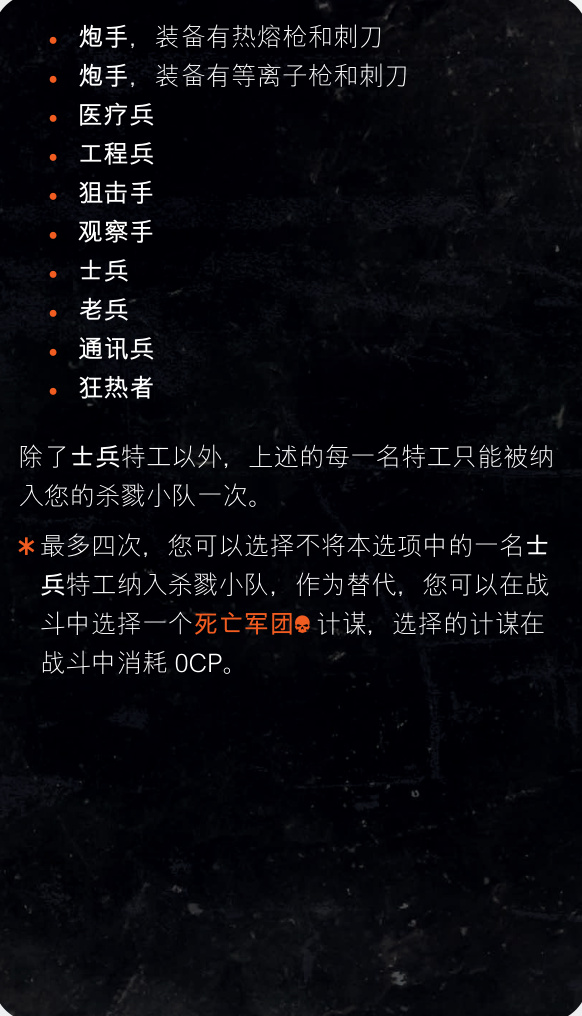 • 炮手，装备有热熔枪和刺刀
• 炮手，装备有等离子枪和刺刀
• 医疗兵
• 工程兵
• 狙击手
• 观察手
• 士兵
• 老兵
• 通讯兵
• 狂热者
除了士兵特工以外，上述的每一名特工只能被纳
入您的杀戮小队一次。
* 最多四次，您可以选择不将本选项中的一名士
兵特工纳入杀戮小队，作为替代，您可以在战
斗中选择一个死亡军团💀计谋，选择的计谋在
战斗中消耗 0CP。